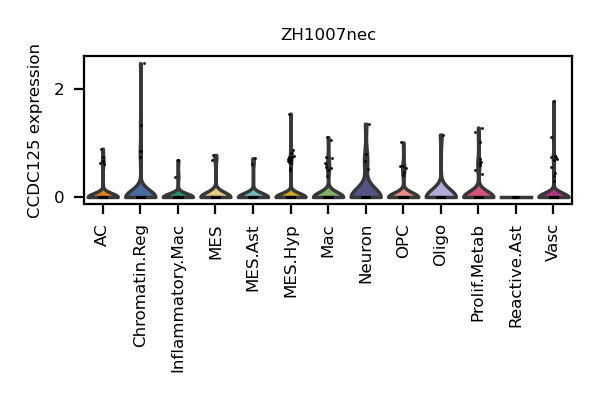 ZH1007nec
CCDC125 expression
2
0
AC
Chromatin.Reg
Inflammatory.Mac
MES
MES.Ast
MES.Hyp
Mac
Neuron
OPC
Oligo
Prolif.Metab
Reactive.Ast
Vasc